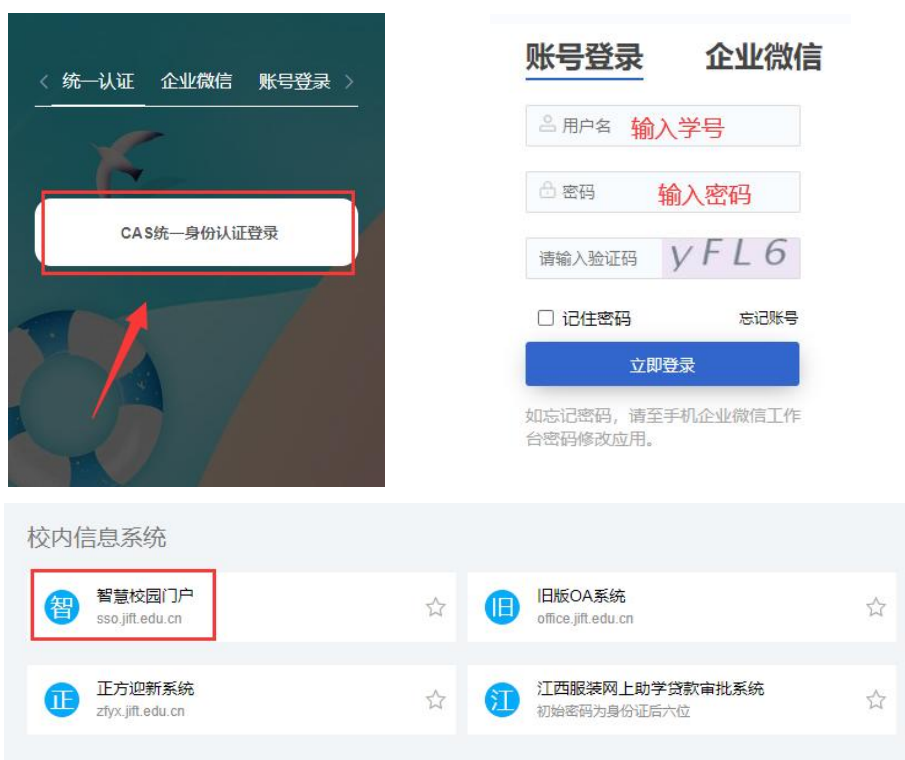 统一认证 企业微信 账号登录
CAS统一身份认证登录
账号登录 企业微信
用户名 输入学号
密码 输入密码
请输入验证码 yFL6
记住密码 忘记账号
立即登录
如忘记密码，请至手机企业微信工作
台密码修改应用。
校内信息系统
智 智慧校园门户
sso.jift.edu.cn
旧 旧版OA系统
office.jift.edu.cn
正 正方迎新系统
zfyx.jift.edu.cn
江 江西服装网上助学贷款审批系统
初始密码为身份证后六位